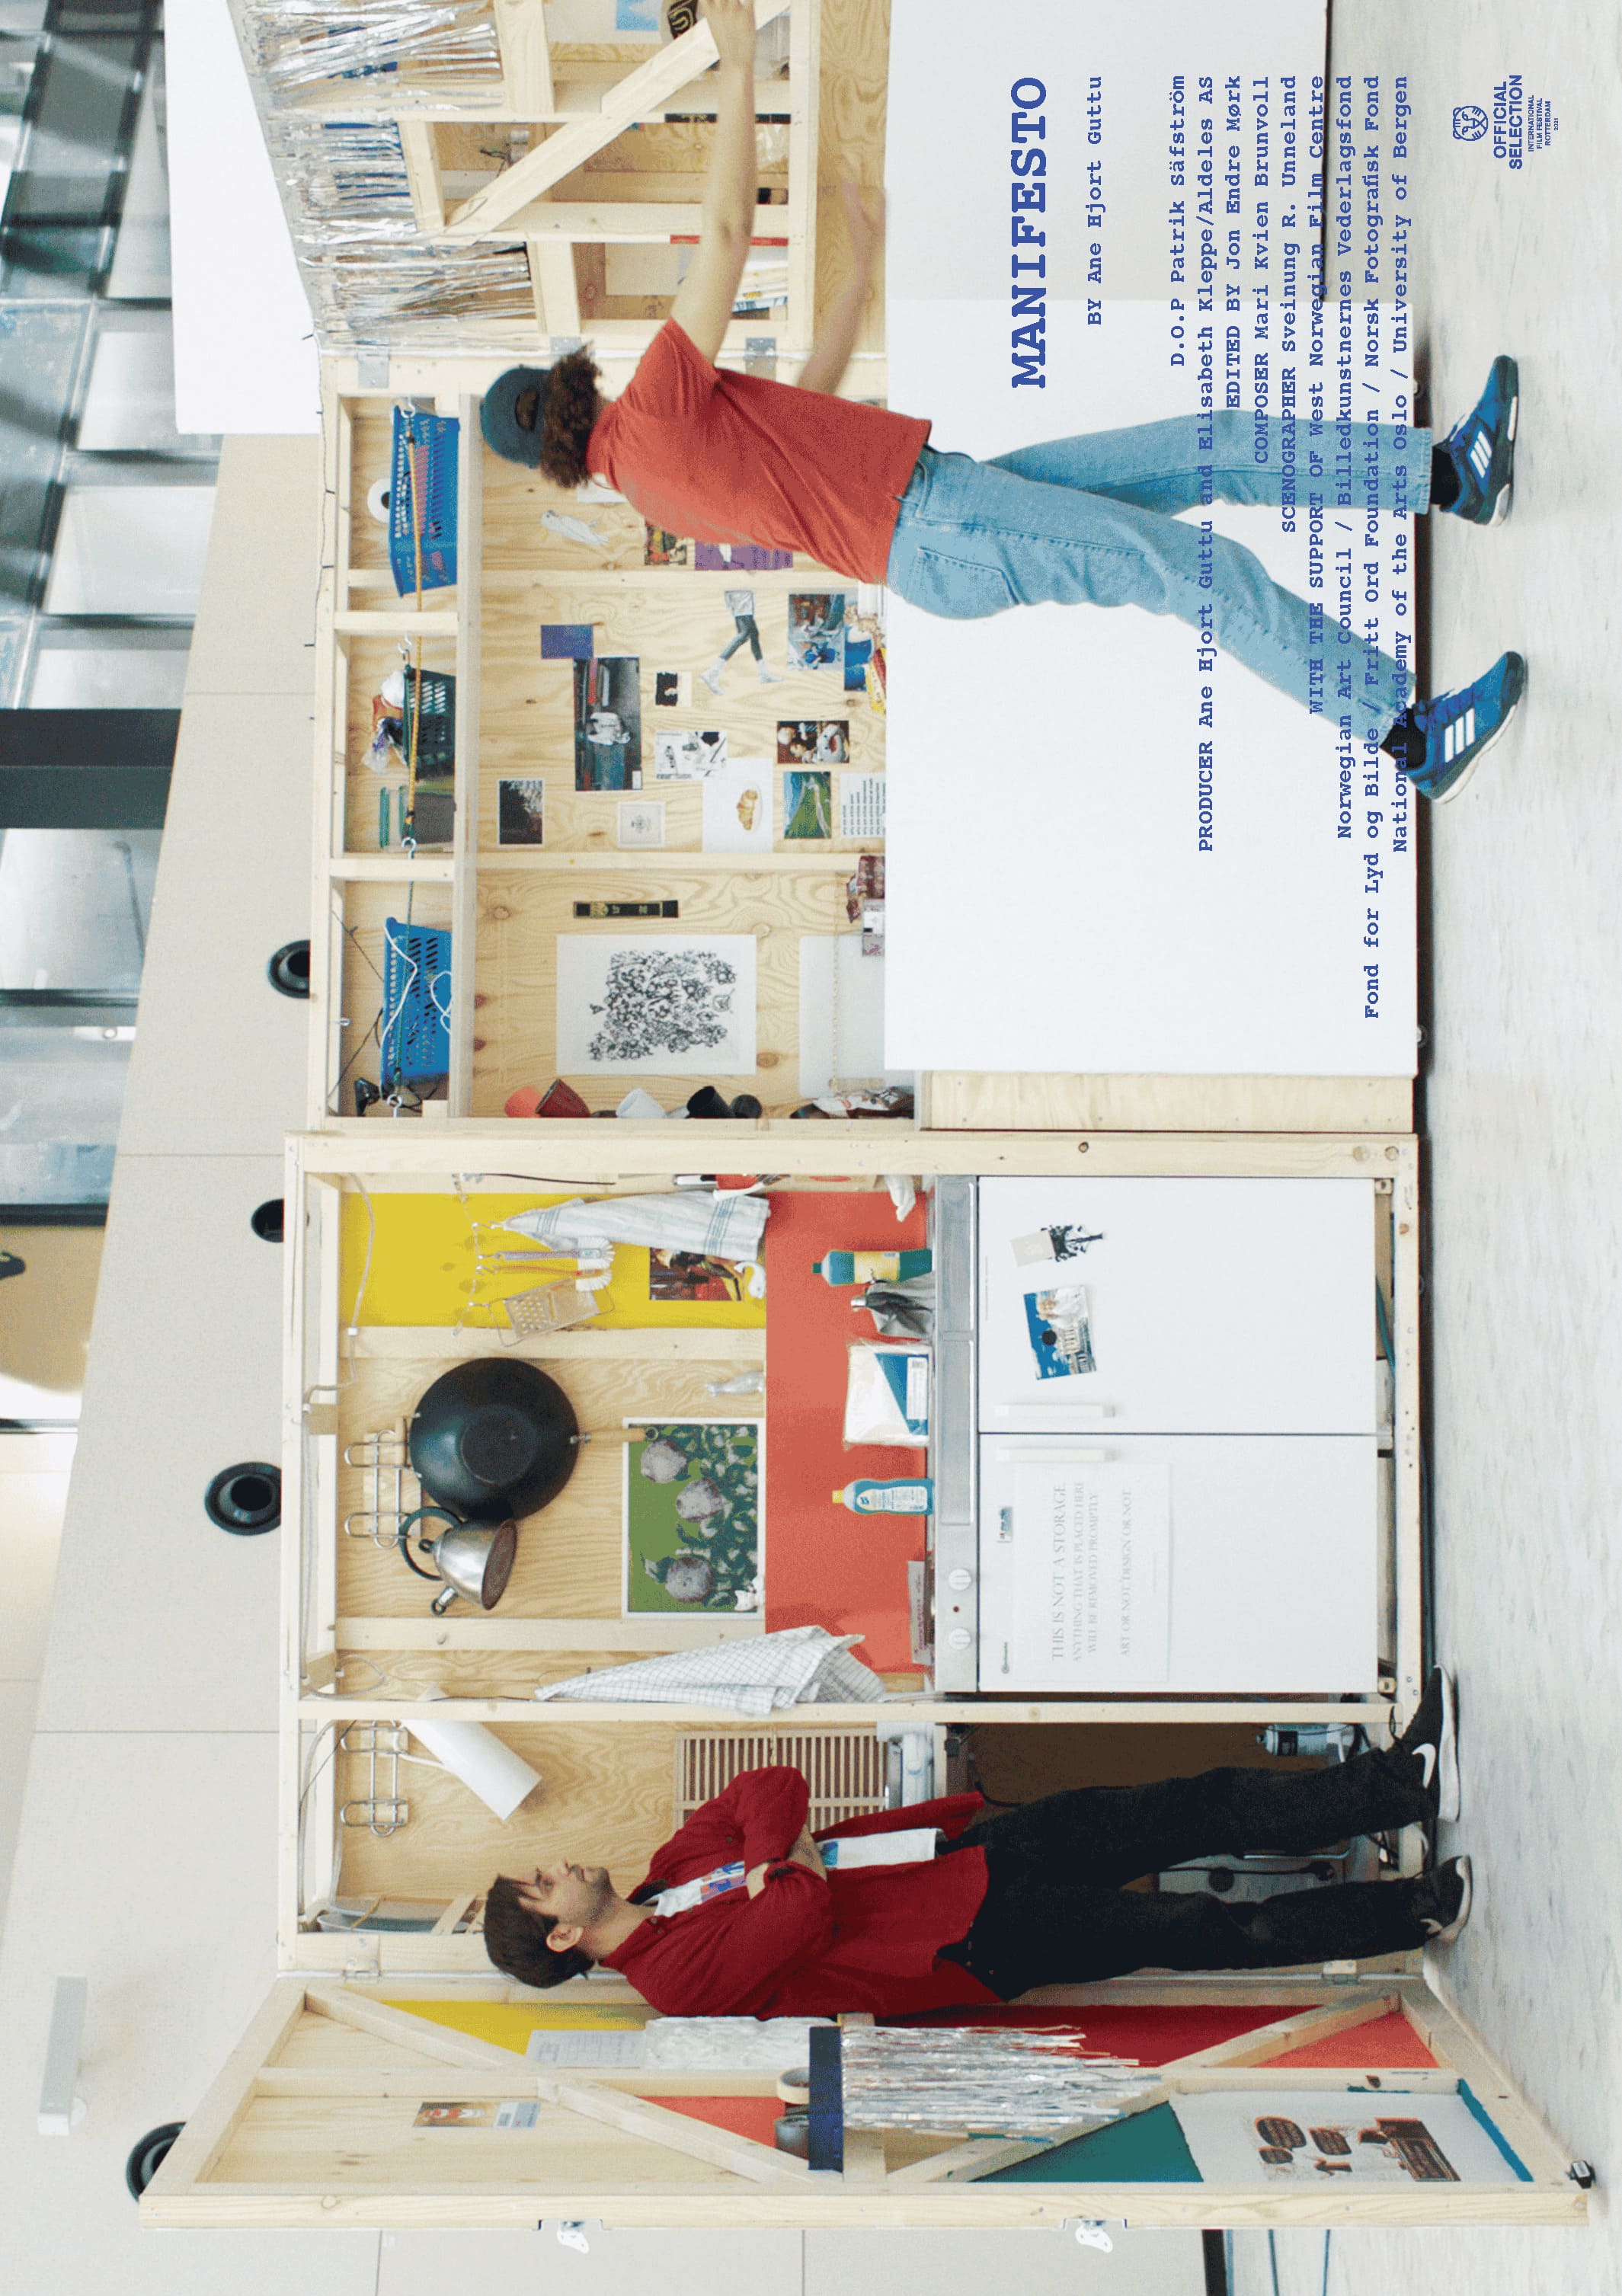 MANIFESTO
BY Ane Hjort Guttu
D.O.P Patrik Säfström
PRODUCER Ane Hjort Guttu and Elisabeth Kleppe/Aldeles AS
EDITED BY Jon Endre Mørk
COMPOSER Mari Kvien Brunvoll
SCENOGRAPHER Sveinung R. Unneland
WITH THE SUPPORT OF West Norwegian Film Centre
Norwegian Art Council / Billedkunstnernes Vederlagsfond
Fond for Lyd og Bilde / Fritt Ord Foundation / Norsk Fotografisk Fond
National Academy of the Arts Oslo / University of Bergen
OFFICIAL
SELECTION
INTERNATIONAL
FILM FESTIVAL
ROTTERDAM
2021
THIS IS NOT A STORAGE
ANYTHING THAT IS PLACED HERE
WILL BE REMOVED PROMPTLY
ART OR NOT DESIGN OR NOT